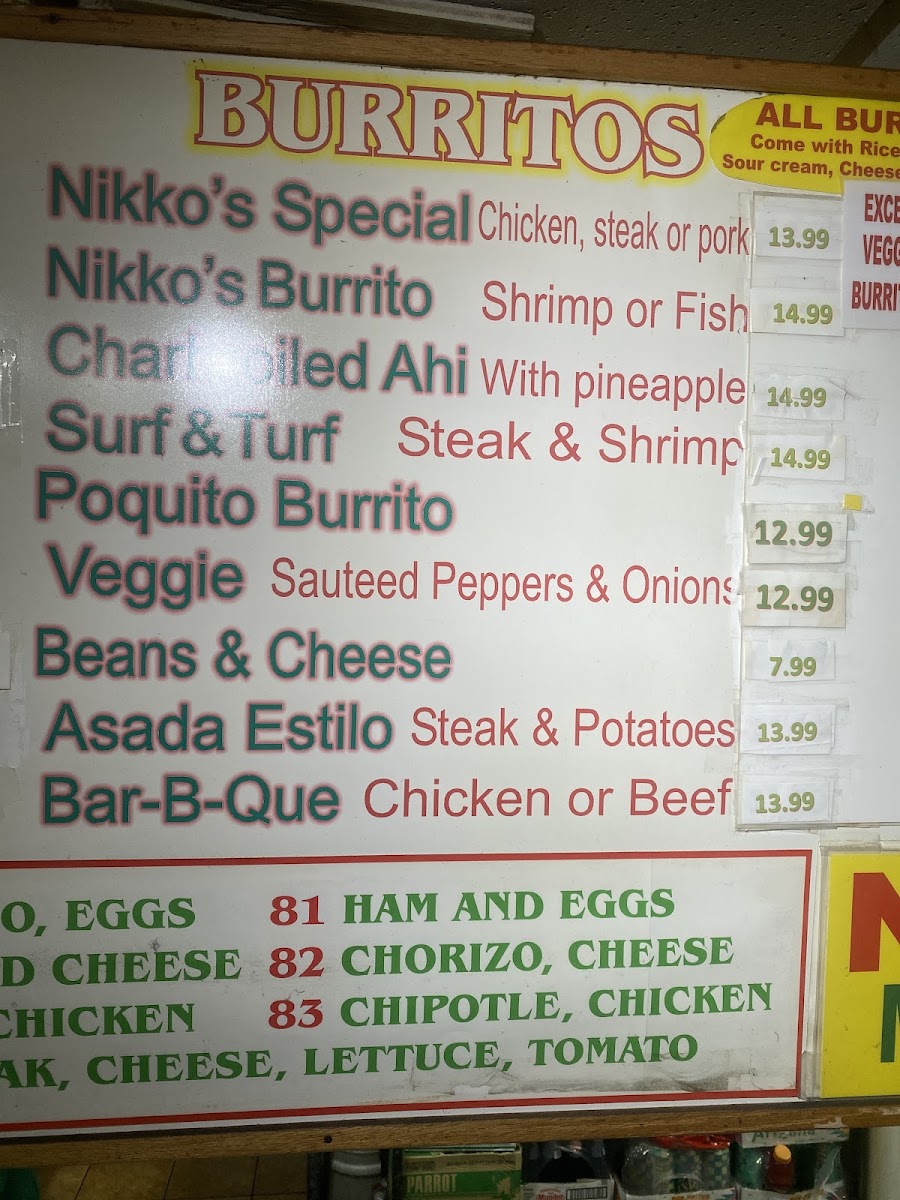 BURRITOS
ALL BUR
Come with Rice
Sour cream, Cheese
Nikko's Special Chicken, steak or pork 13.99
EXCE
VEGG
BURRIT
Nikko's Burrito Shrimp or Fish 14.99
Ahi With pineapple 14.99
Surf & Turf Steak & Shrimp 14.99
Poquito Burrito 12.99
Veggie Sauteed Peppers & Onions 12.99
Beans & Cheese 7.99
Asada Estilo Steak & Potatoes 13.99
Bar-B-Que Chicken or Beef 13.99
O, EGGS 81 HAM AND EGGS
D CHEESE 82 CHORIZO, CHEESE
CHICKEN 83 CHIPOTLE, CHICKEN
AK, CHEESE, LETTUCE, TOMATO
N
PARROT
Arizona